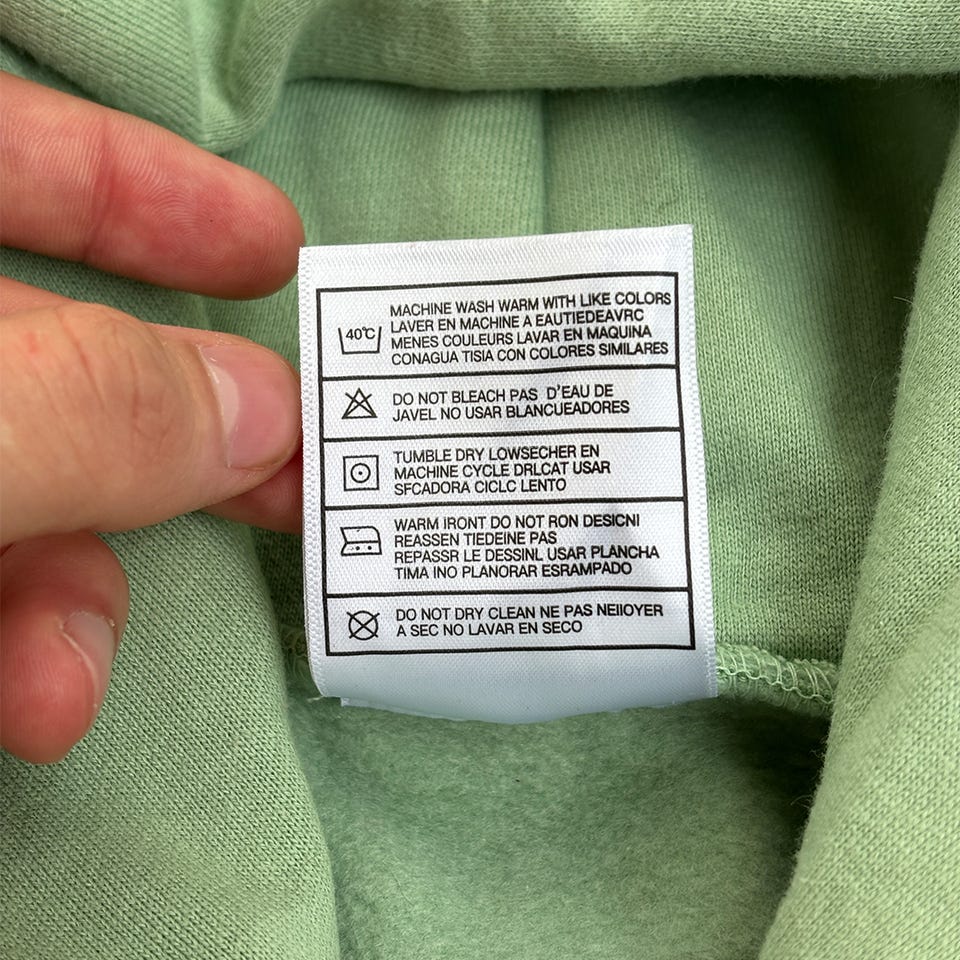 40℃
MACHINE WASH WARM WITH LIKE COLORS
LAVER EN MACHINE A EAUTIEDEAVRC
MENES COULEURS LAVAR EN MAQUINA
CONAGUA TISIA CON COLORES SIMILARES
DO NOT BLEACH PAS D'EAU DE
JAVEL NO USAR BLANCUEADORES
TUMBLE DRY LOWSECHER EN
MACHINE CYCLE DRLCAT USAR
SFCADORA CICLC LENTO
WARM IRONT DO NOT RON DESICNI
REASSEN TIEDEINE PAS
REPASSR LE DESSINL USAR PLANCHA
TIMA INO PLANORAR ESRAMPADO
DO NOT DRY CLEAN NE PAS NEIIOYER
A SEC NO LAVAR EN SECO